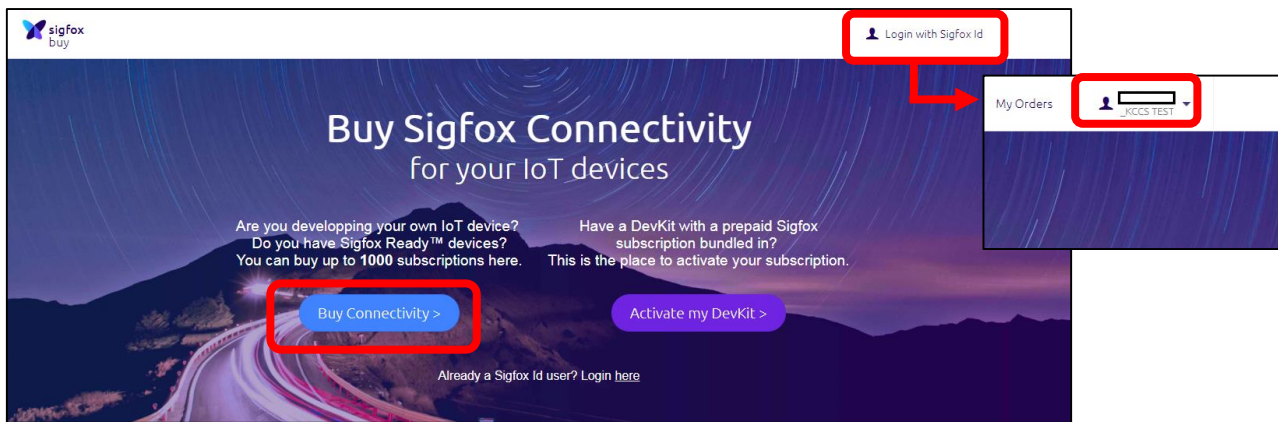 sigfox
buy
Login with Sigfox Id
My Orders
_KCCS TEST
Buy Sigfox Connectivity
for your IoT devices
Are you developping your own IoT device?
Do you have Sigfox Ready™ devices?
You can buy up to 1000 subscriptions here.
Have a DevKit with a prepaid Sigfox
subscription bundled in?
This is the place to activate your subscription.
Buy Connectivity >
Activate my DevKit >
Already a Sigfox Id user? Login here